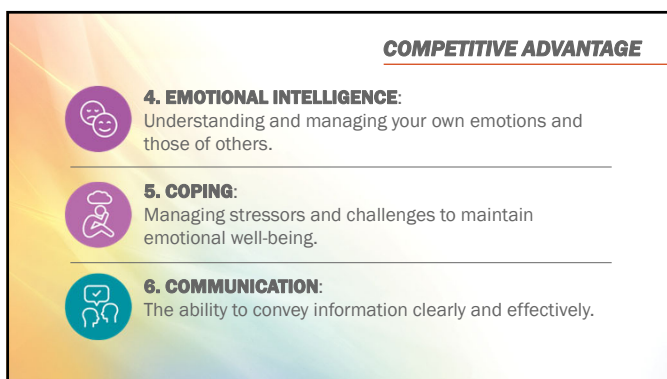 COMPETITIVE ADVANTAGE
4. EMOTIONAL INTELLIGENCE:
Understanding and managing your own emotions and
those of others.
5. COPING:
Managing stressors and challenges to maintain
emotional well-being.
6. COMMUNICATION:
The ability to convey information clearly and effectively.